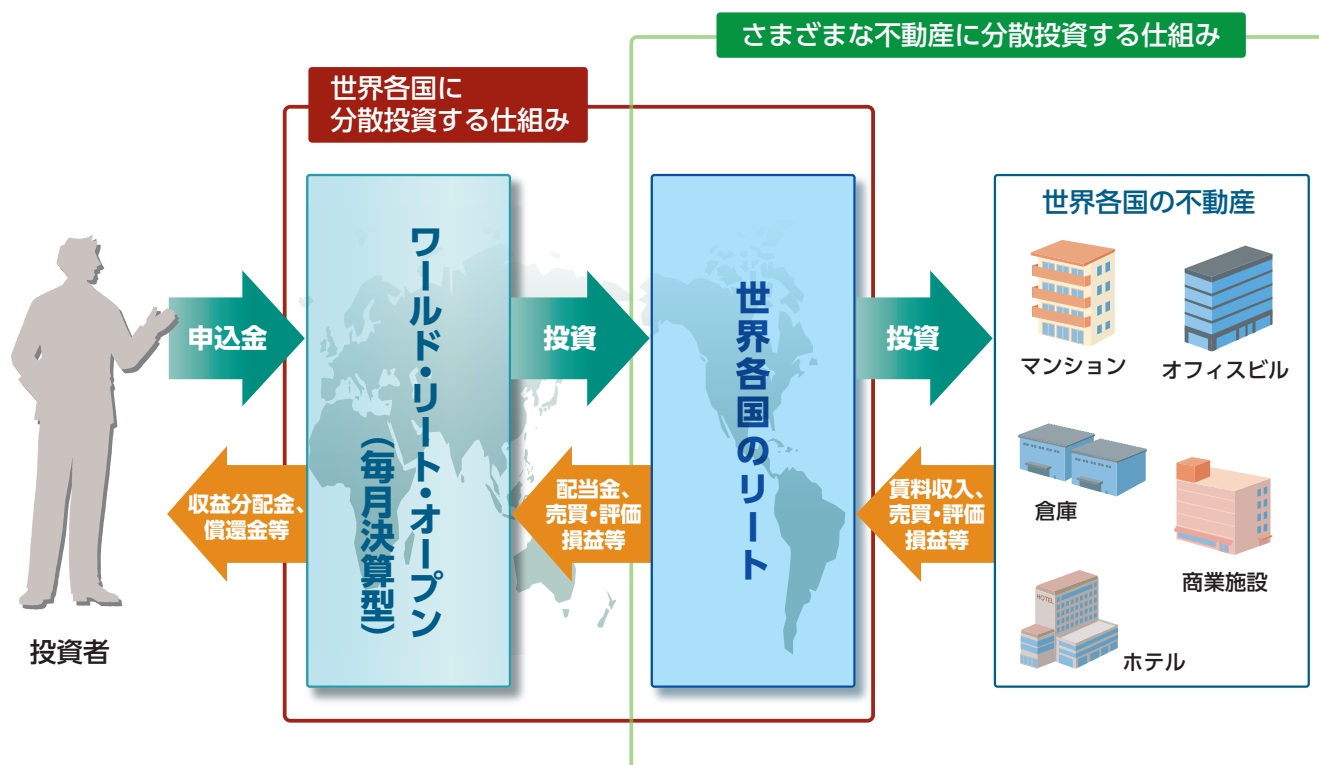 さまざまな不動産に分散投資する仕組み
世界各国に
分散投資する仕組み
投資者
申込金
収益分配金、
償還金等
ワールド・リート・オープン
(毎月決算型)
投資
配当金、
売買・評価
損益等
世界各国のリート
投資
賃料収入、
売買・評価
損益等
世界各国の不動産
マンション
オフィスビル
倉庫
商業施設
HOTEL
ホテル